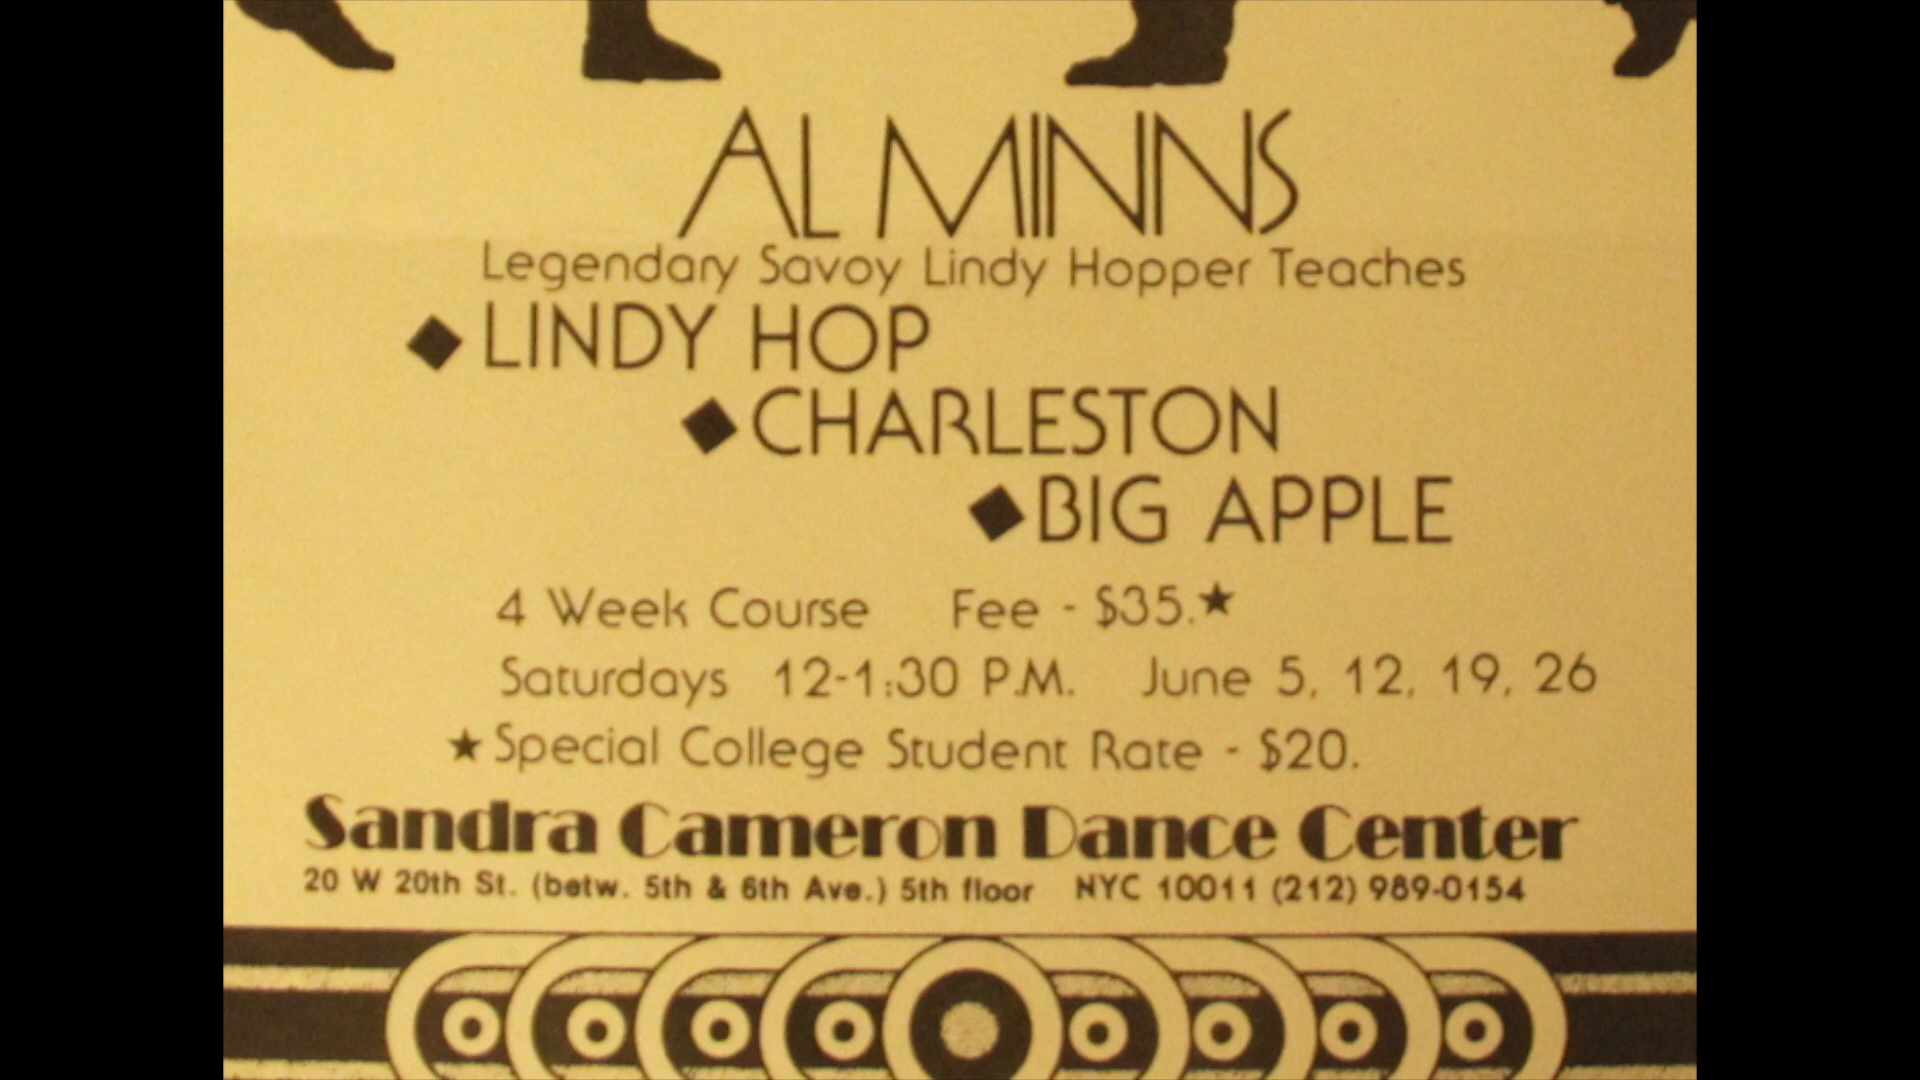 AL MINNS
Legendary Savoy Lindy Hopper Teaches
LINDY HOP
CHARLESTON
BIG APPLE
4 Week Course Fee - $35.★
Saturdays 12-1:30 P.M. June 5, 12, 19, 26
★Special College Student Rate - $20.
Sandra Cameron Dance Center
20 W 20th St. (betw. 5th & 6th Ave.) 5th floor NYC 10011 (212) 989-0154